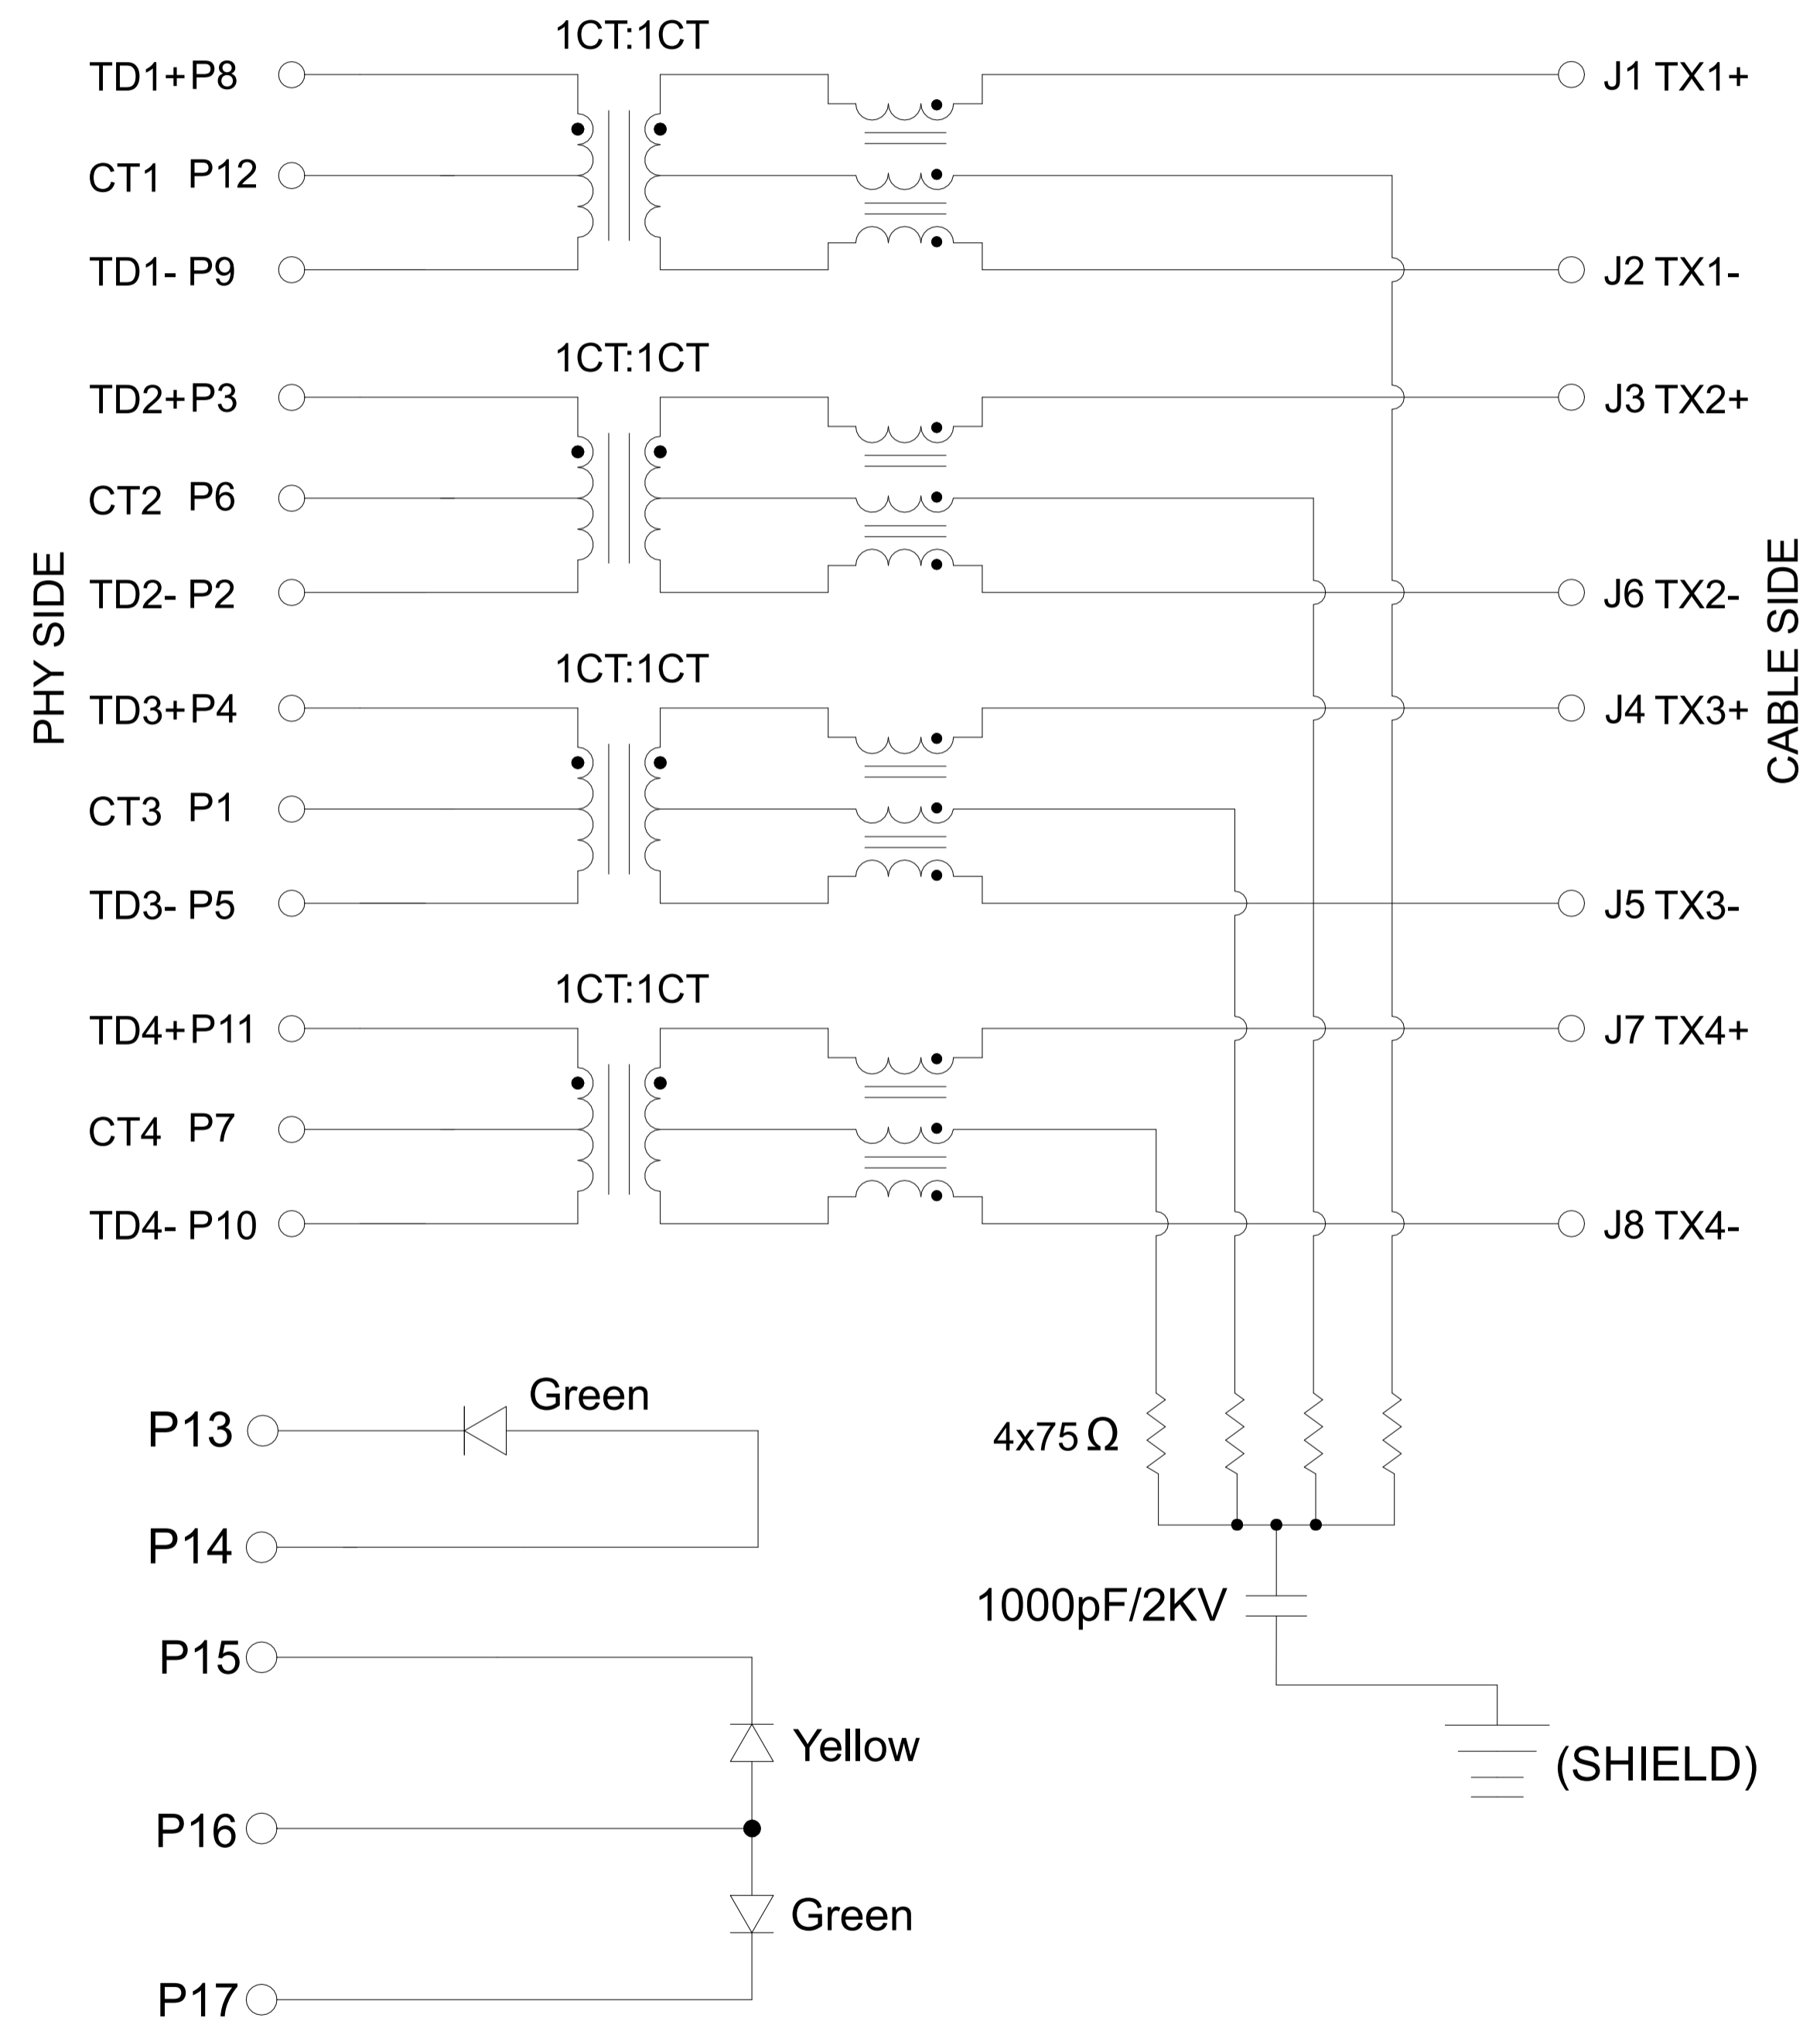 1CT:1CT
TD1+ P8
J1 TX1+
CT1 P12
TD1- P9
J2 TX1-
1CT:1CT
TD2+ P3
J3 TX2+
CT2 P6
TD2- P2
J6 TX2-
PHY SIDE
CABLE SIDE
1CT:1CT
TD3+ P4
J4 TX3+
CT3 P1
TD3- P5
J5 TX3-
1CT:1CT
TD4+ P11
J7 TX4+
CT4 P7
TD4- P10
J8 TX4-
Green
P13
4x75Ω
P14
1000pF/2KV
P15
Yellow
(SHIELD)
P16
Green
P17